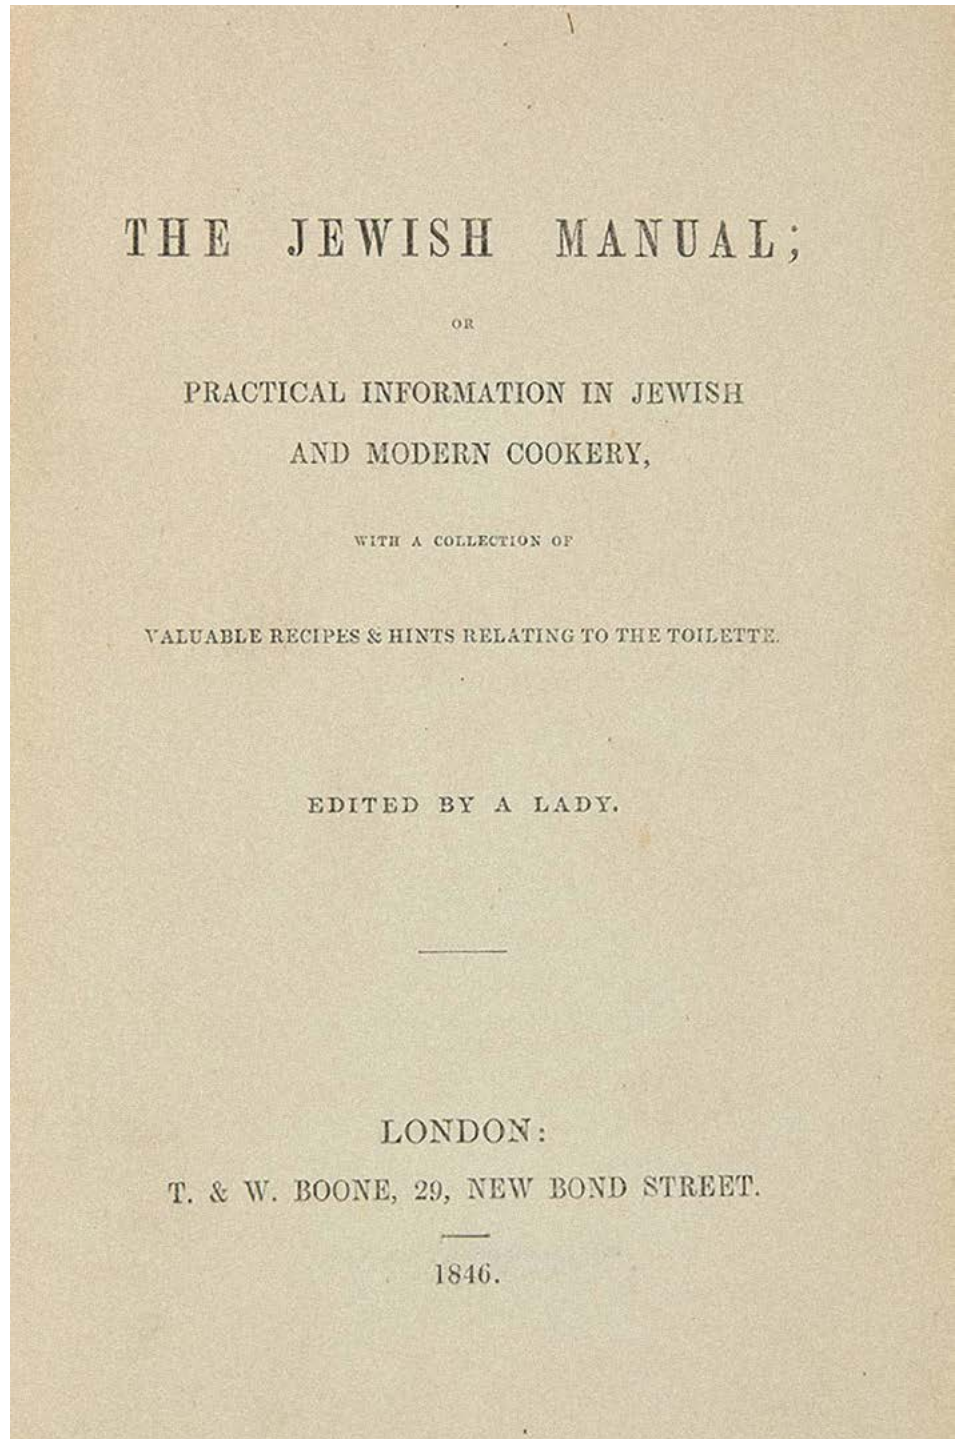 THE JEWISH MANUAL;
OR
PRACTICAL INFORMATION IN JEWISH
AND MODERN COOKERY,
WITH A COLLECTION OF
VALUABLE RECIPES & HINTS RELATING TO THE TOILETTE.
EDITED BY A LADY.
LONDON:
T. & W. BOONE, 29, NEW BOND STREET.
1846.